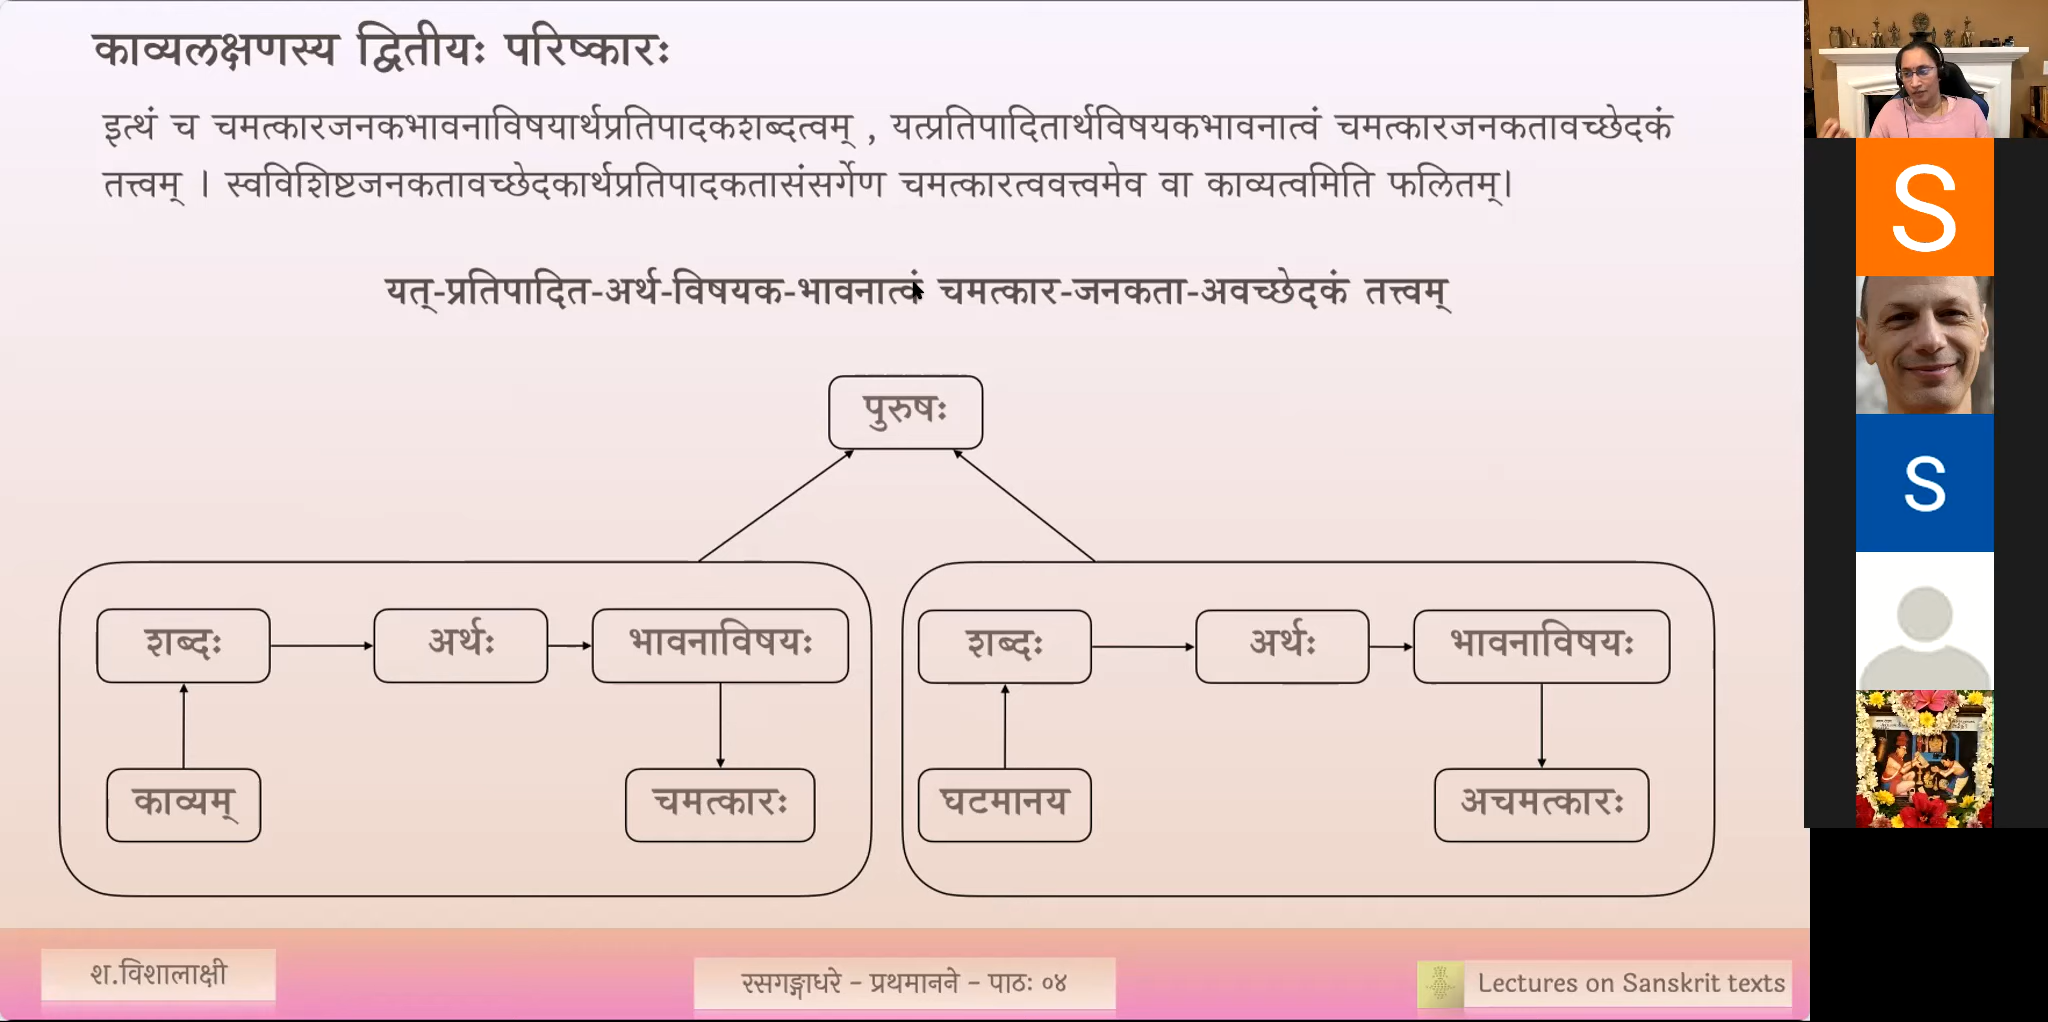 काव्यलक्षणस्य द्वितीयः परिष्कारः
इत्थं च चमत्कारजनकभावनाविषयार्थप्रतिपादकशब्दत्वम् , यत्प्रतिपादितार्थविषयकभावनात्वं चमत्कारजनकतावच्छेदकं
तत्त्वम् । स्वविशिष्टजनकतावच्छेदकार्थप्रतिपादकतासंसर्गेण चमत्कारत्ववत्त्वमेव वा काव्यत्वमिति फलितम्।
यत्-प्रतिपादित-अर्थ-विषयक-भावनात्वं चमत्कार-जनकता-अवच्छेदकं तत्त्वम्
पुरुषः
शब्दः
अर्थः
भावनाविषयः
काव्यम्
चमत्कारः
शब्दः
अर्थः
भावनाविषयः
घटमानय
अचमत्कारः
श.विशालाक्षी
रसगङ्गाधरे - प्रथमानने - पाठः ०४
Lectures on Sanskrit texts
S
S